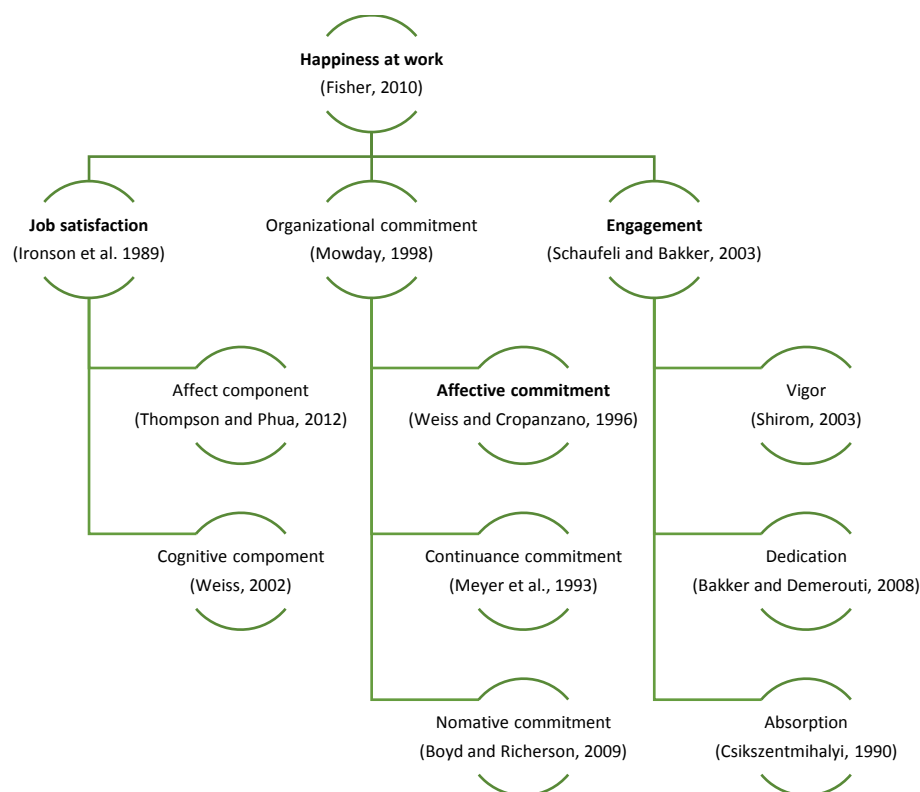 Happiness at work
(Fisher, 2010)
Job satisfaction
(Ironson et al. 1989)
Organizational commitment
(Mowday, 1998)
Engagement
(Schaufeli and Bakker, 2003)
Affect component
(Thompson and Phua, 2012)
Affective commitment
(Weiss and Cropanzano, 1996)
Vigor
(Shirom, 2003)
Cognitive compoment
(Weiss, 2002)
Continuance commitment
(Meyer et al., 1993)
Dedication
(Bakker and Demerouti, 2008)
Nomative commitment
(Boyd and Richerson, 2009)
Absorption
(Csikszentmihalyi, 1990)